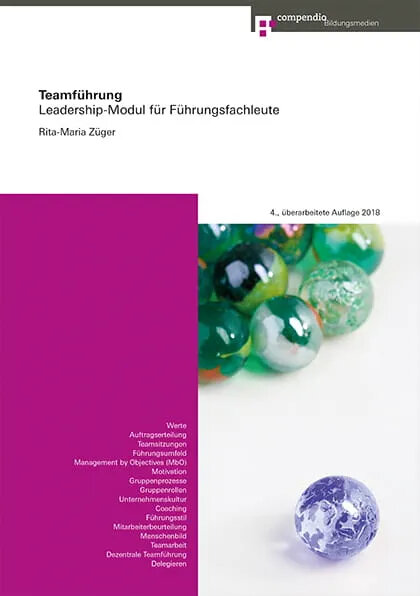 compendio
Bildungsmedien
Teamführung
Leadership-Modul für Führungsfachleute
Rita-Maria Züger
4., überarbeitete Auflage 2018
Werte
Auftragserteilung
Teamsitzungen
Führungsumfeld
Management by Objectives (MbO)
Motivation
Gruppenprozesse
Gruppenrollen
Unternehmenskultur
Coaching
Führungsstil
Mitarbeiterbeurteilung
Menschenbild
Teamarbeit
Dezentrale Teamführung
Delegieren